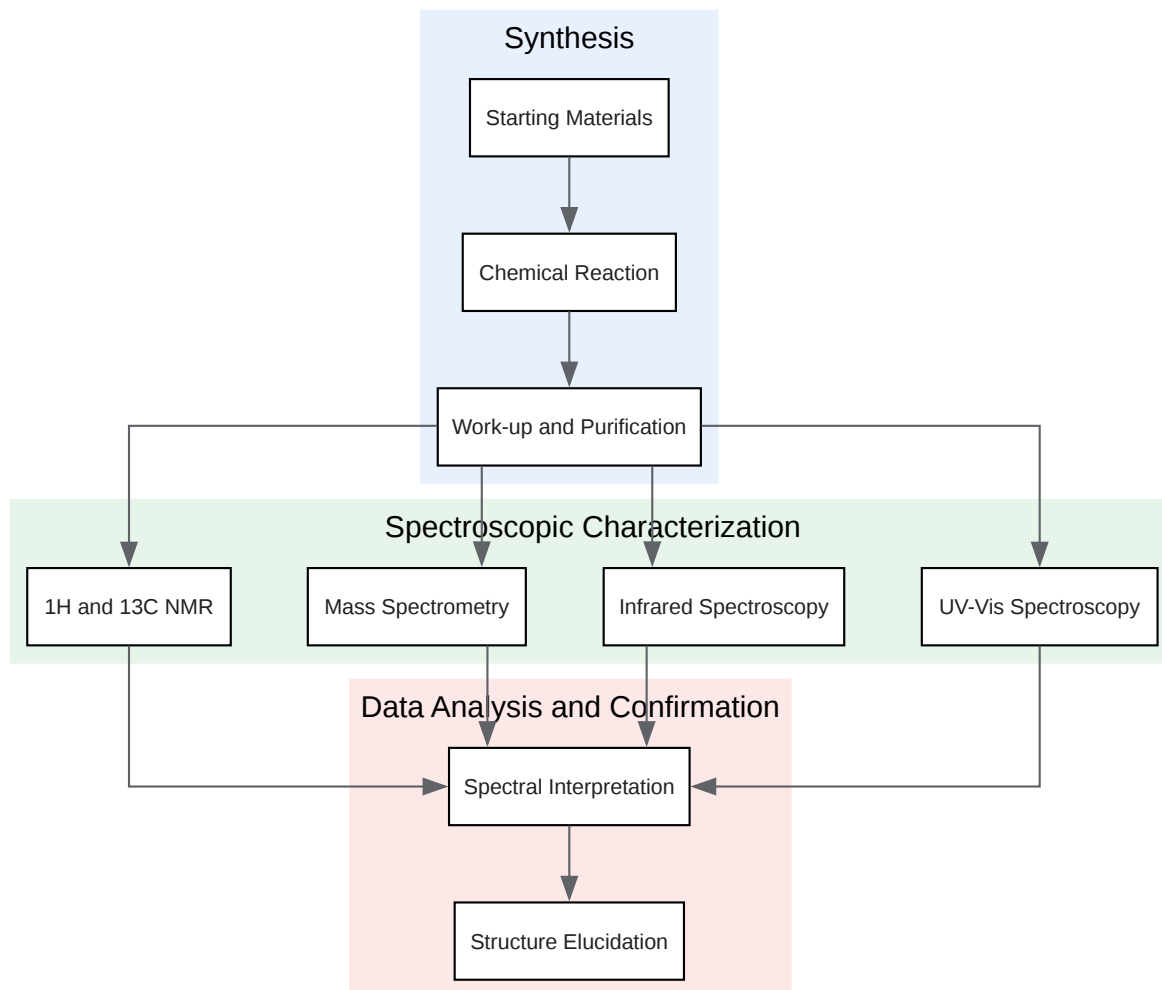 Synthesis
Starting Materials
Chemical Reaction
Work-up and Purification
Spectroscopic Characterization
1H and 13C NMR
Mass Spectrometry
Infrared Spectroscopy
UV-Vis Spectroscopy
Data Analysis and Confirmation
Spectral Interpretation
Structure Elucidation